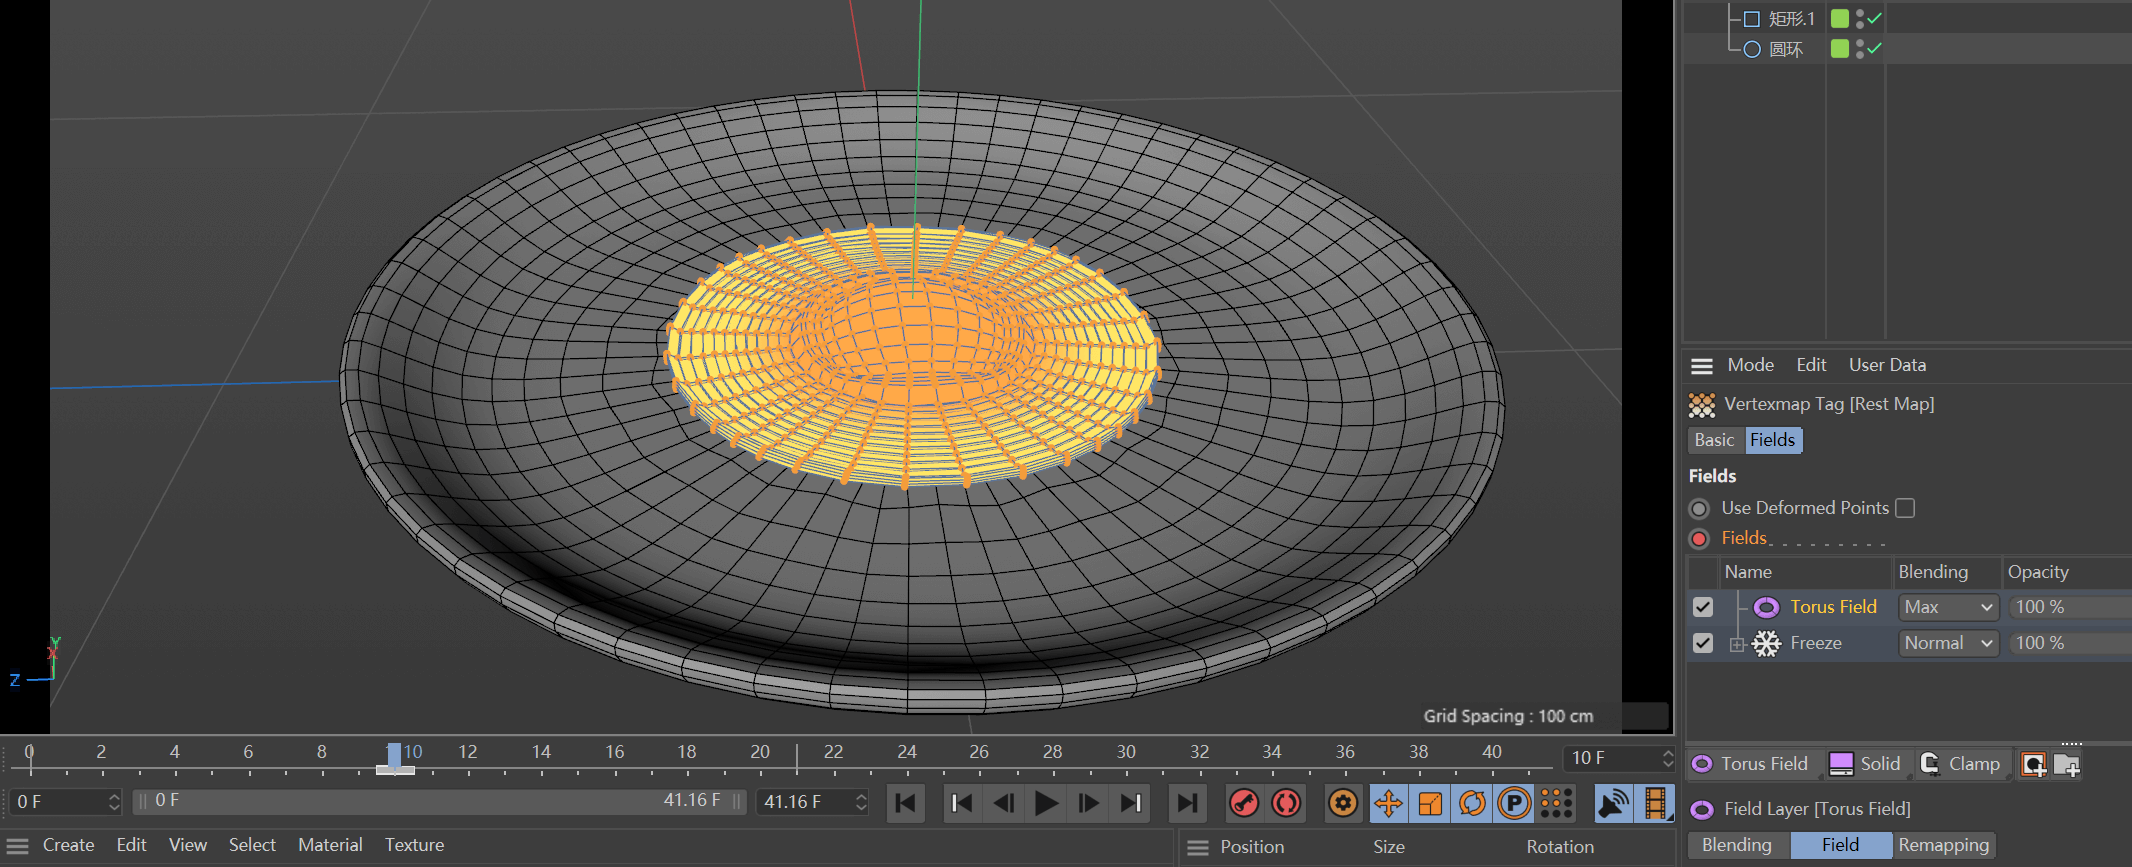 矩形.1
圆环
Mode Edit User Data
Vertexmap Tag [Rest Map]
Basic Fields
Fields
Use Deformed Points
Fields
Name Blending Opacity
Torus Field Max 100 %
Freeze Normal 100 %
Y
X
Z
Grid Spacing : 100 cm
0 2 4 6 8 10 12 14 16 18 20 22 24 26 28 30 32 34 36 38 40 10 F
Torus Field Solid Clamp
0 F 0 F 41.16 F 41.16 F P
Field Layer [Torus Field]
Create Edit View Select Material Texture
Position Size Rotation
Blending Field Remapping